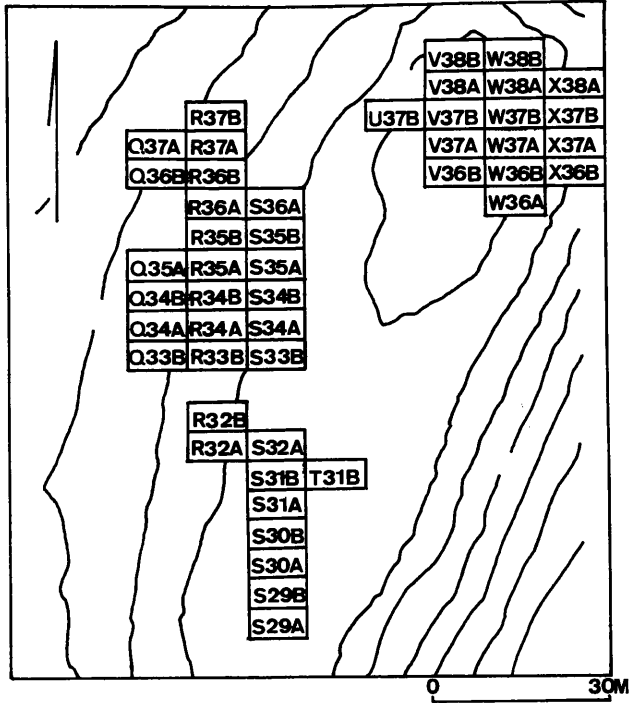 V38B W38B
V38A W38A X38A
R37B U37B V37B W37B X37B
Q37A R37A V37A W37A X37A
Q36B R36B V36B W36B X36B
R36A S36A W36A
R35B S35B
Q35A R35A S35A
Q34B R34B S34B
Q34A R34A S34A
Q33B R33B S33B
R32B
R32A S32A
S31B T31B
S31A
S30B
S30A
S29B
S29A
0 30M